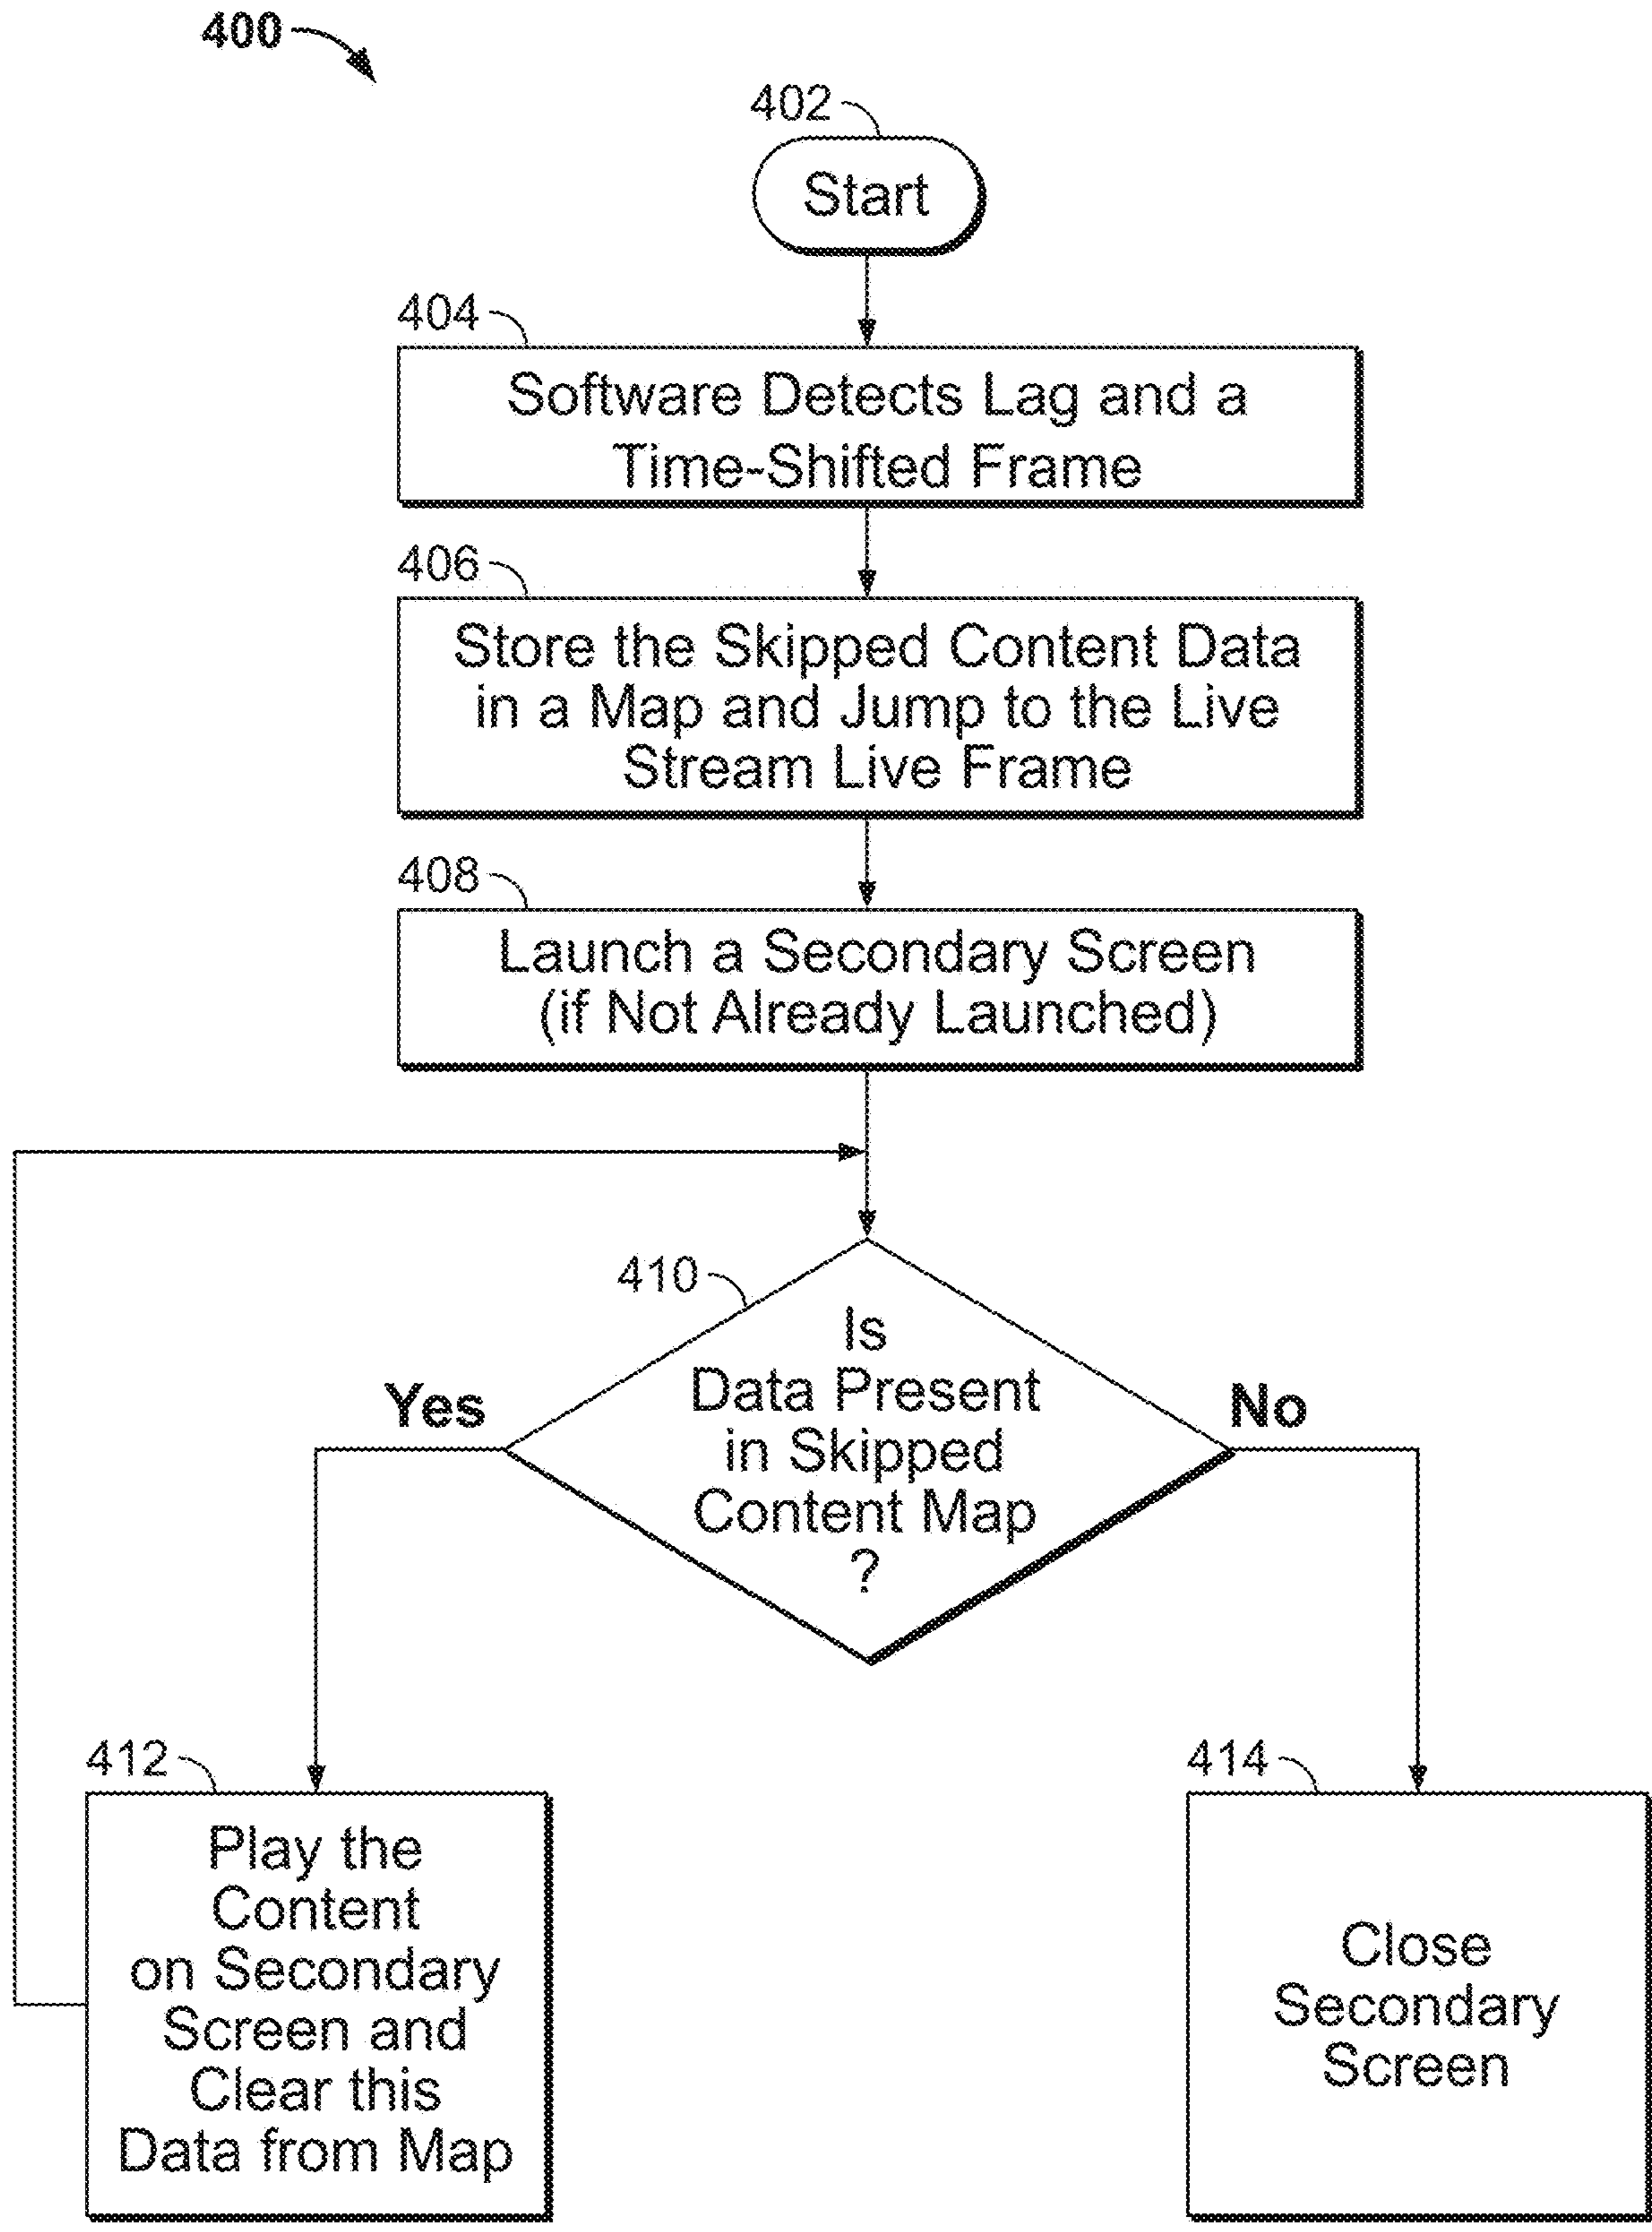 400
402
Start
404
Software Detects Lag and a
Time-Shifted Frame
406
Store the Skipped Content Data
in a Map and Jump to the Live
Stream Live Frame
408
Launch a Secondary Screen
(if Not Already Launched)
410
Is
Data Present
in Skipped
Content Map
?
Yes
No
412
Play the
Content
on Secondary
Screen and
Clear this
Data from Map
414
Close
Secondary
Screen